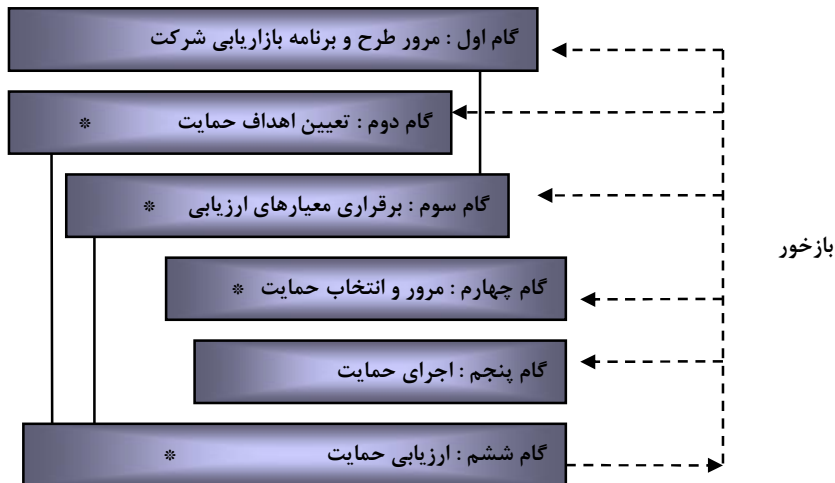 گام اول : مرور طرح و برنامه بازاریابی شرکت
گام دوم : تعیین اهداف حمایت *
گام سوم : برقراری معیارهای ارزیابی *
بازخور
گام چهارم : مرور و انتخاب حمایت *
گام پنجم : اجرای حمایت
گام ششم : ارزیابی حمایت *